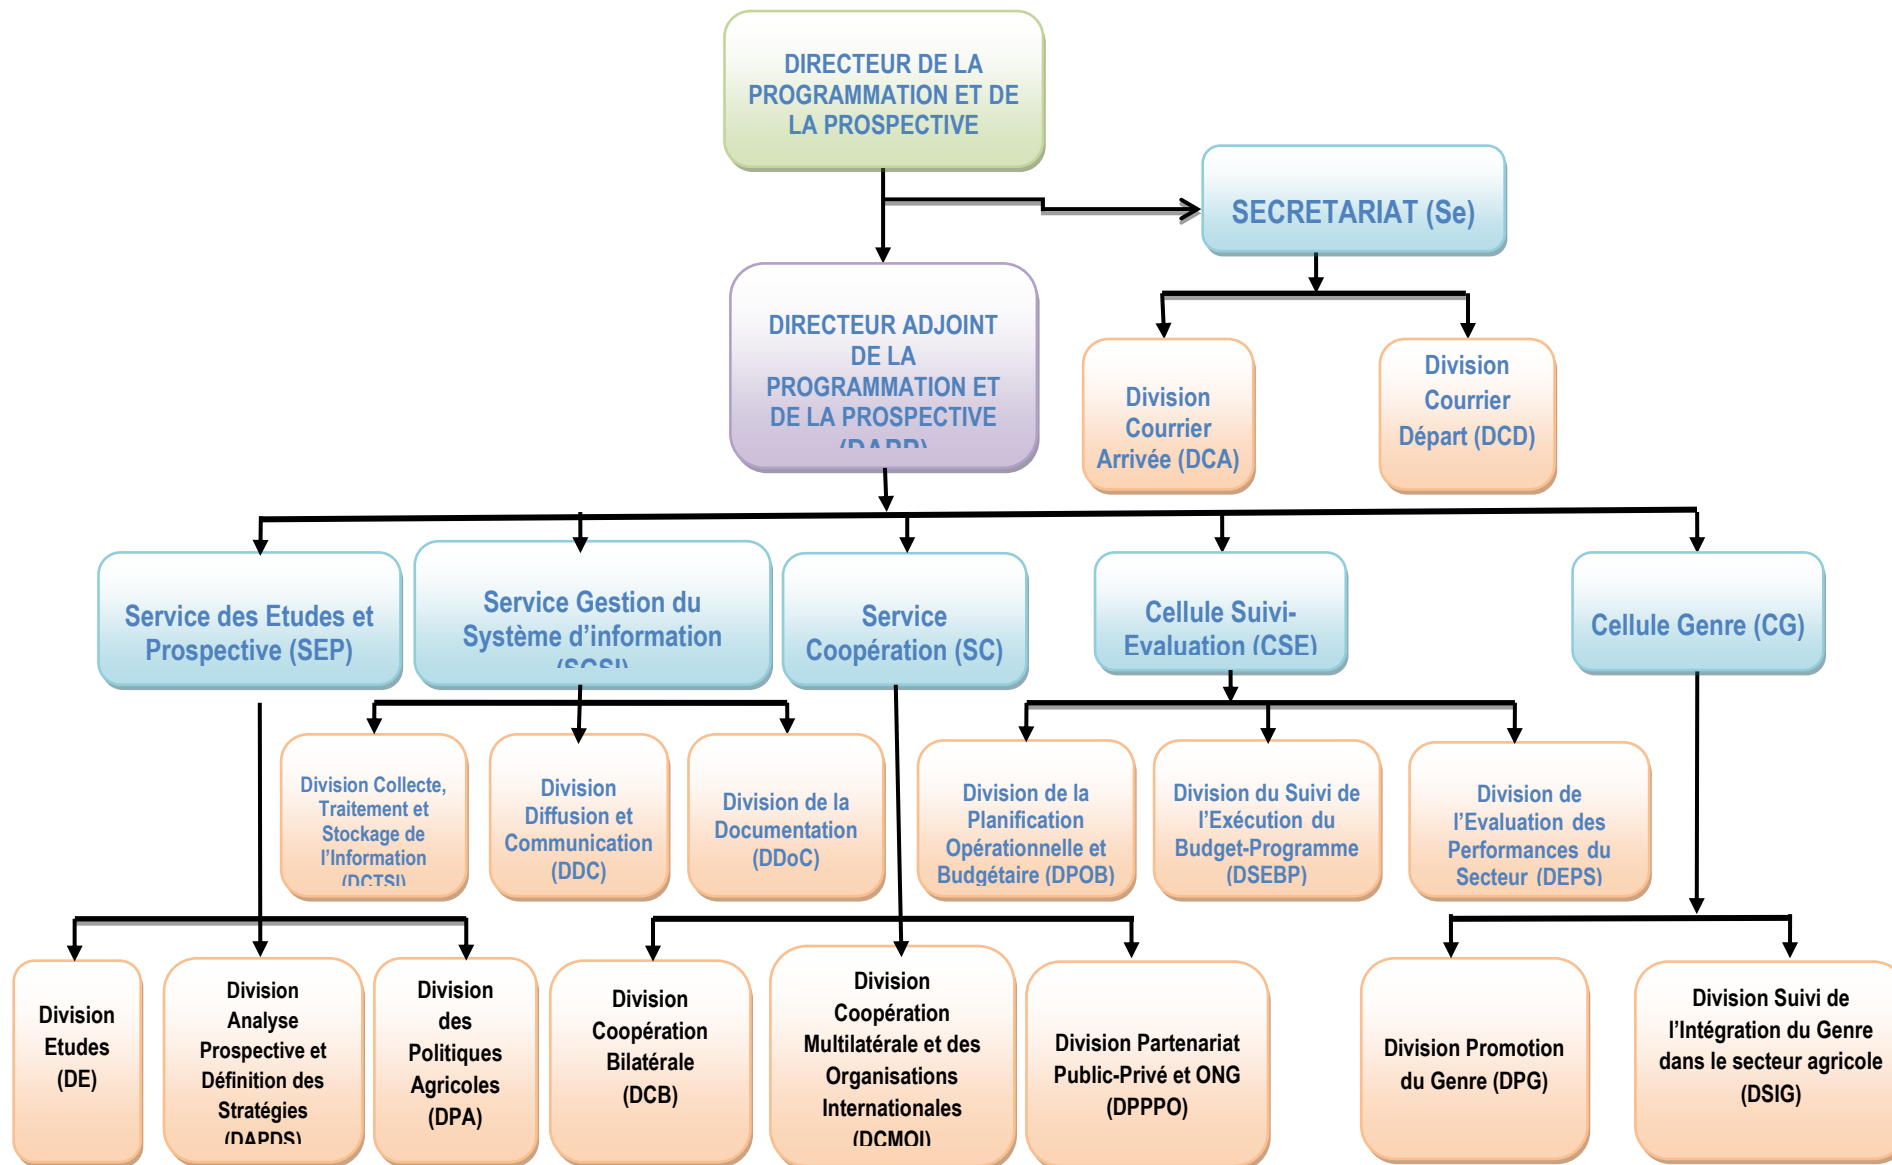 DIRECTEUR DE LA
PROGRAMMATION ET DE
LA PROSPECTIVE
SECRETARIAT (Se)
DIRECTEUR ADJOINT
DE LA
PROGRAMMATION ET
DE LA PROSPECTIVE
(DAPP)
Division
Courrier
Arrivée (DCA)
Division
Courrier
Départ (DCD)
Service des Etudes et
Prospective (SEP)
Service Gestion du
Système d’information
(SGSI)
Service
Coopération (SC)
Cellule Suivi-
Evaluation (CSE)
Cellule Genre (CG)
Division Collecte,
Traitement et
Stockage de
l’Information
(DCTSI)
Division
Diffusion et
Communication
(DDC)
Division de la
Documentation
(DDoC)
Division de la
Planification
Opérationnelle et
Budgétaire (DPOB)
Division du Suivi de
l’Exécution du
Budget-Programme
(DSEBP)
Division de
l’Evaluation des
Performances du
Secteur (DEPS)
Division
Etudes
(DE)
Division
Analyse
Prospective et
Définition des
Stratégies
(DAPDS)
Division
des
Politiques
Agricoles
(DPA)
Division
Coopération
Bilatérale
(DCB)
Division
Coopération
Multilatérale et des
Organisations
Internationales
(DCMOI)
Division Partenariat
Public-Privé et ONG
(DPPPO)
Division Promotion
du Genre (DPG)
Division Suivi de
l’Intégration du Genre
dans le secteur agricole
(DSIG)